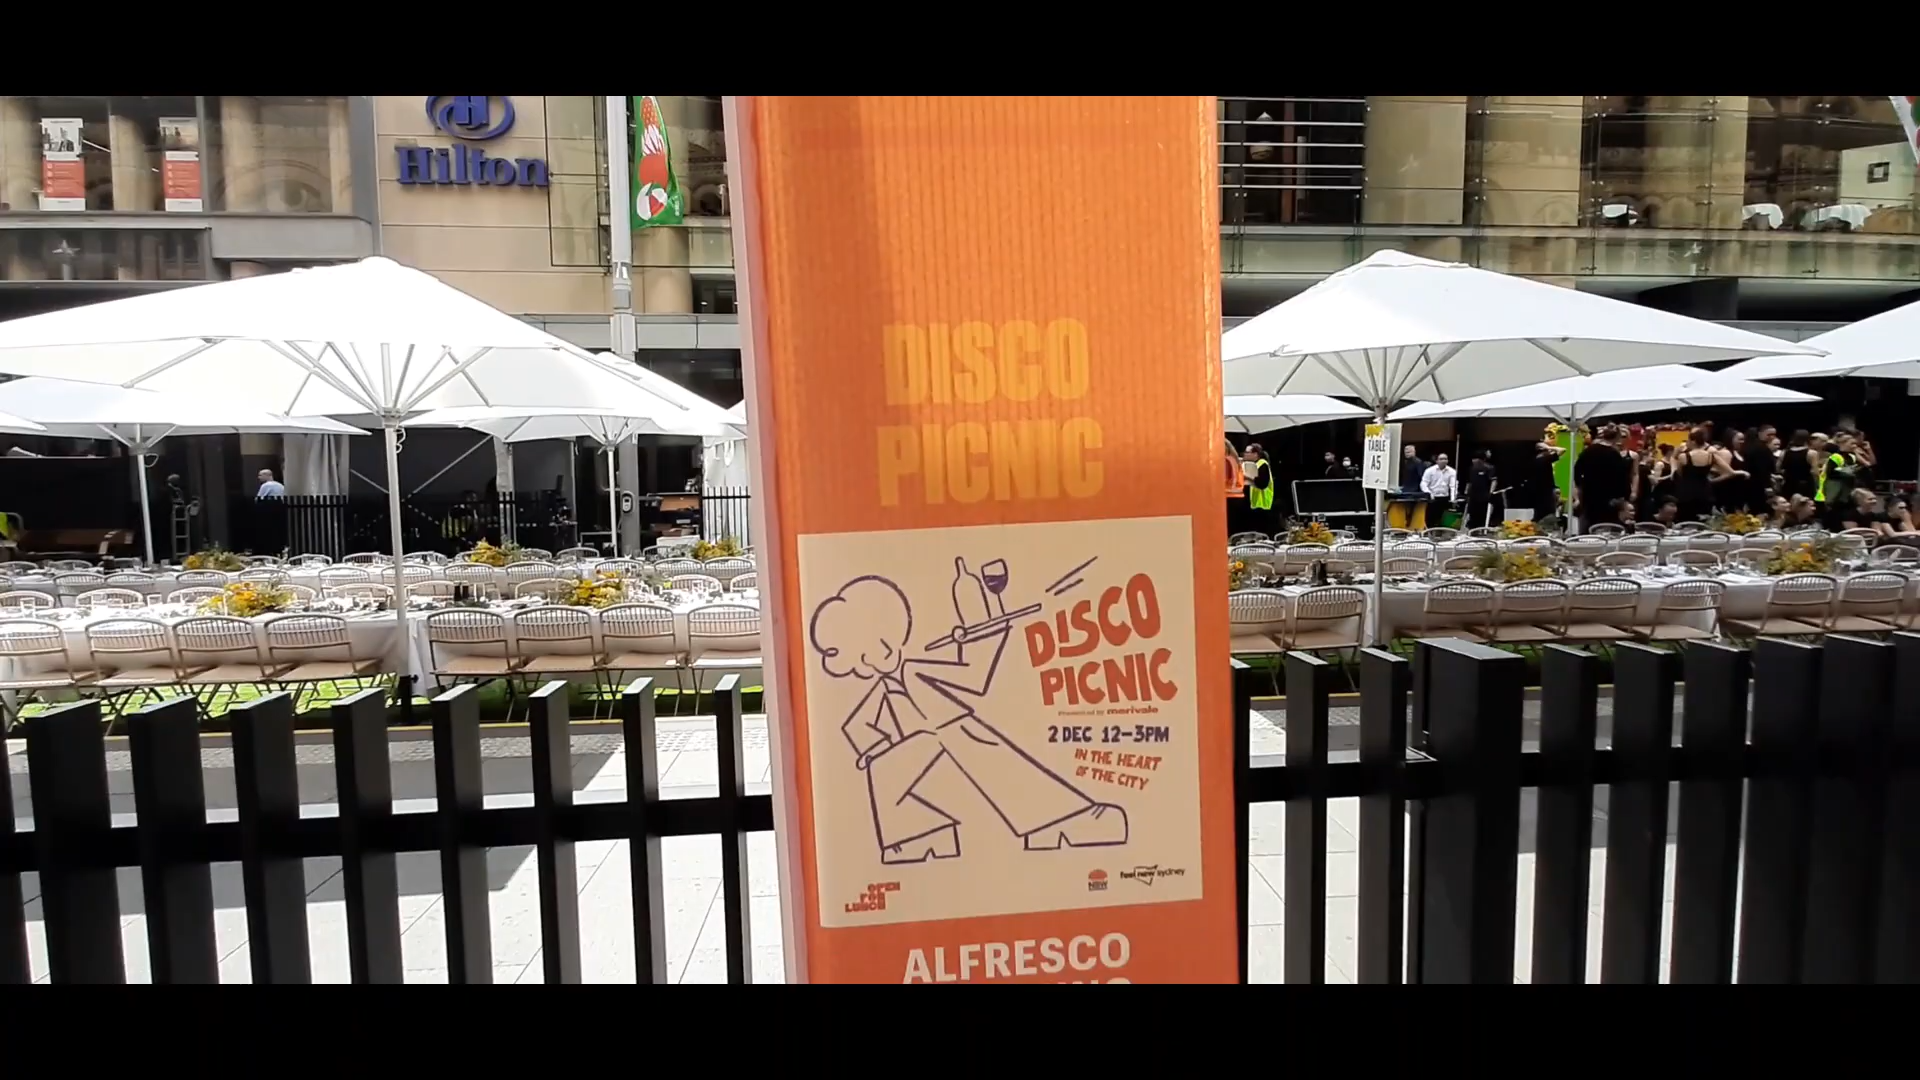 Hilton
DISCO
PICNIC
TABLE
A5
DISCO
PICNIC
Presented by merivale
2 DEC 12–3PM
IN THE HEART
OF THE CITY
OPEN
FOR
LUNCH
NSW
feel new sydney
ALFRESCO